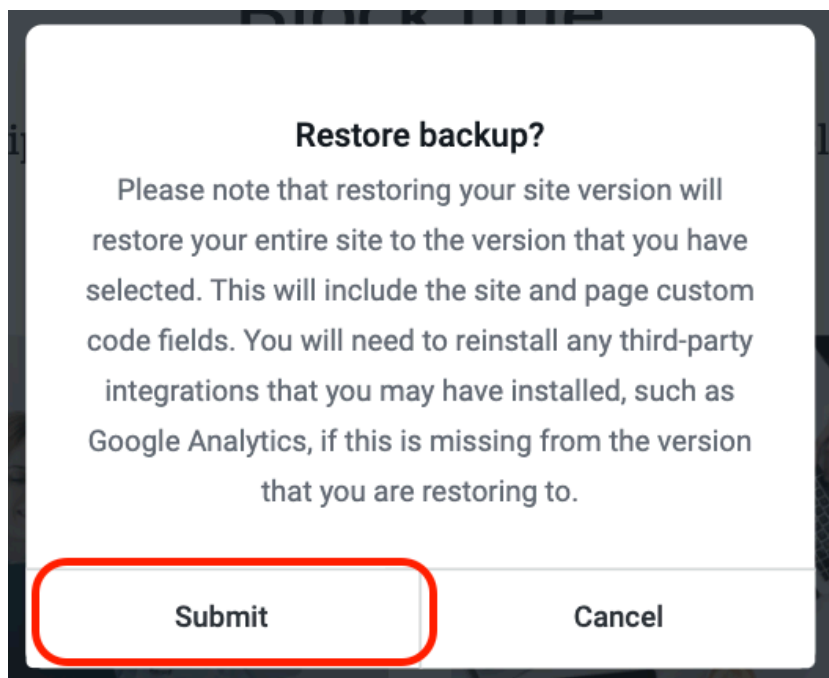 Block title
Restore backup?
Please note that restoring your site version will
restore your entire site to the version that you have
selected. This will include the site and page custom
code fields. You will need to reinstall any third-party
integrations that you may have installed, such as
Google Analytics, if this is missing from the version
that you are restoring to.
Submit
Cancel